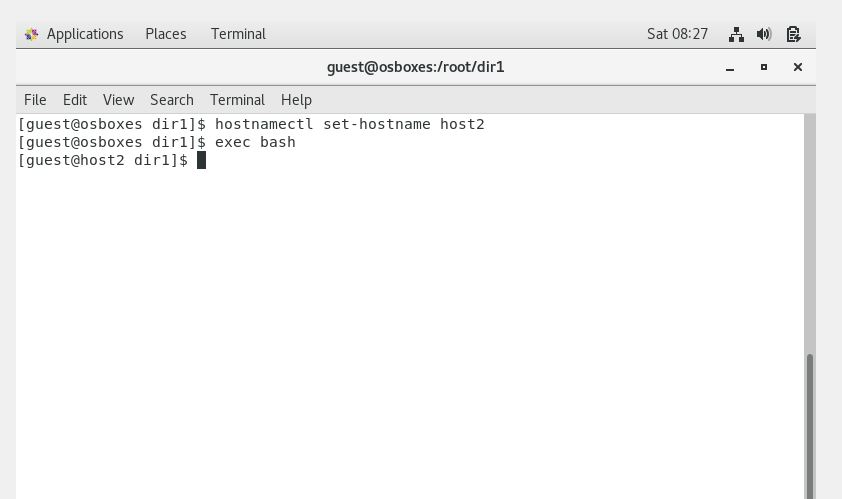 Applications Places Terminal Sat 08:27
guest@osboxes:/root/dir1
File Edit View Search Terminal Help
[guest@osboxes dir1]$ hostnamectl set-hostname host2
[guest@osboxes dir1]$ exec bash
[guest@host2 dir1]$